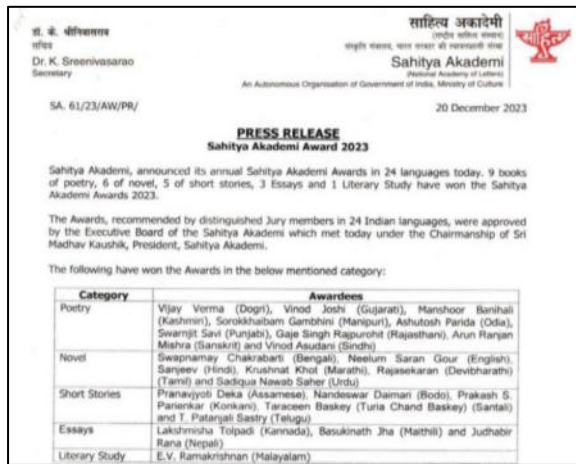 डॉ. के. श्रीनिवासराव
सचिव
Dr. K. Sreenivasarao
Secretary
साहित्य अकादेमी
(राष्ट्रीय साहित्य संस्थान)
संस्कृति मंत्रालय, भारत सरकार की स्वायत्तशासी संस्था
Sahitya Akademi
(National Academy of Letters)
An Autonomous Organisation of Government of India, Ministry of Culture
SA. 61/23/AW/PR/
20 December 2023
PRESS RELEASE
Sahitya Akademi Award 2023
Sahitya Akademi, announced its annual Sahitya Akademi Awards in 24 languages today. 9 books
of poetry, 6 of novel, 5 of short stories, 3 Essays and 1 Literary Study have won the Sahitya
Akademi Awards 2023.
The Awards, recommended by distinguished Jury members in 24 Indian languages, were approved
by the Executive Board of the Sahitya Akademi which met today under the Chairmanship of Sri
Madhav Kaushik, President, Sahitya Akademi.
The following have won the Awards in the below mentioned category:
Category Awardees
Poetry Vijay Verma (Dogri), Vinod Joshi (Gujarati), Manshoor Banihali
(Kashmiri), Sorokkhaibam Gambhini (Manipuri), Ashutosh Parida (Odia),
Swarnjit Savi (Punjabi), Gaje Singh Rajpurohit (Rajasthani), Arun Ranjan
Mishra (Sanskrit) and Vinod Asudani (Sindhi)
Novel Swapnamay Chakrabarti (Bengali), Neelum Saran Gour (English),
Sanjeev (Hindi), Krushnat Khot (Marathi), Rajasekaran (Devibharathi)
(Tamil) and Sadiqua Nawab Saher (Urdu)
Short Stories Pranavjyoti Deka (Assamese), Nandeswar Daimari (Bodo), Prakash S.
Parienkar (Konkani), Taraceen Baskey (Turia Chand Baskey) (Santali)
and T. Patanjali Sastry (Telugu)
Essays Lakshmisha Tolpadi (Kannada), Basukinath Jha (Maithili) and Judhabir
Rana (Nepali)
Literary Study E.V. Ramakrishnan (Malayalam)